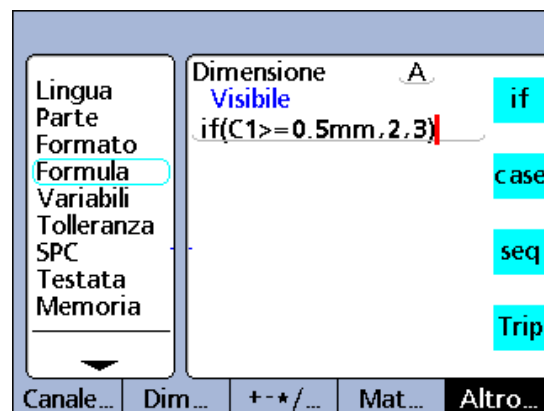 Lingua
Parte
Formato
Formula
Variabili
Tolleranza
SPC
Testata
Memoria
Dimensione A
Visibile
if(C1>=0.5mm,2,3)
if
case
seq
Trip
Canale...
Dim...
+-*/...
Mat...
Altro...